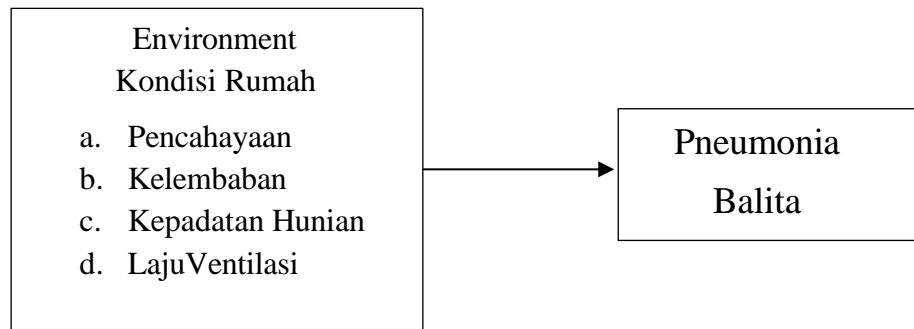 Environment
Kondisi Rumah
a. Pencahayaan
b. Kelembaban
c. Kepadatan Hunian
d. LajuVentilasi
Pneumonia
Balita